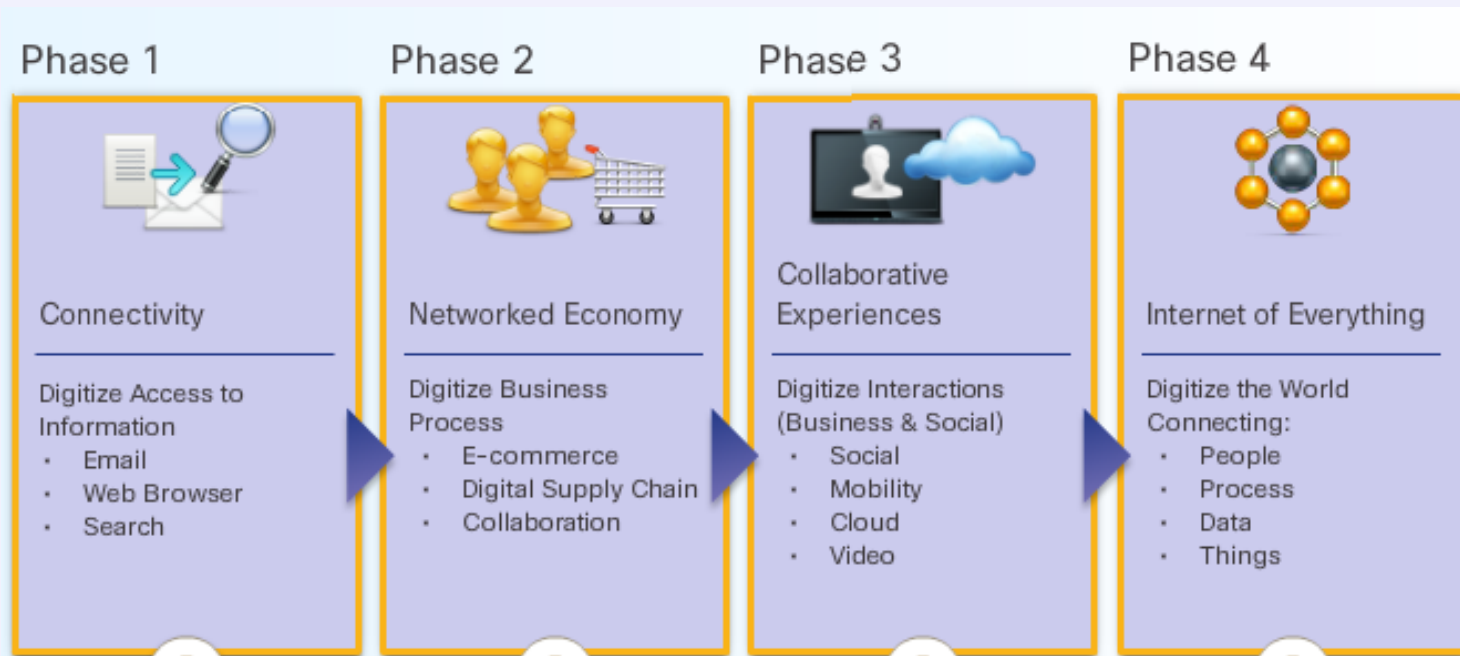 Phase 1
Connectivity
Digitize Access to
Information
· Email
· Web Browser
· Search
Phase 2
Networked Economy
Digitize Business
Process
· E-commerce
· Digital Supply Chain
· Collaboration
Phase 3
Collaborative
Experiences
Digitize Interactions
(Business & Social)
· Social
· Mobility
· Cloud
· Video
Phase 4
Internet of Everything
Digitize the World
Connecting:
· People
· Process
· Data
· Things